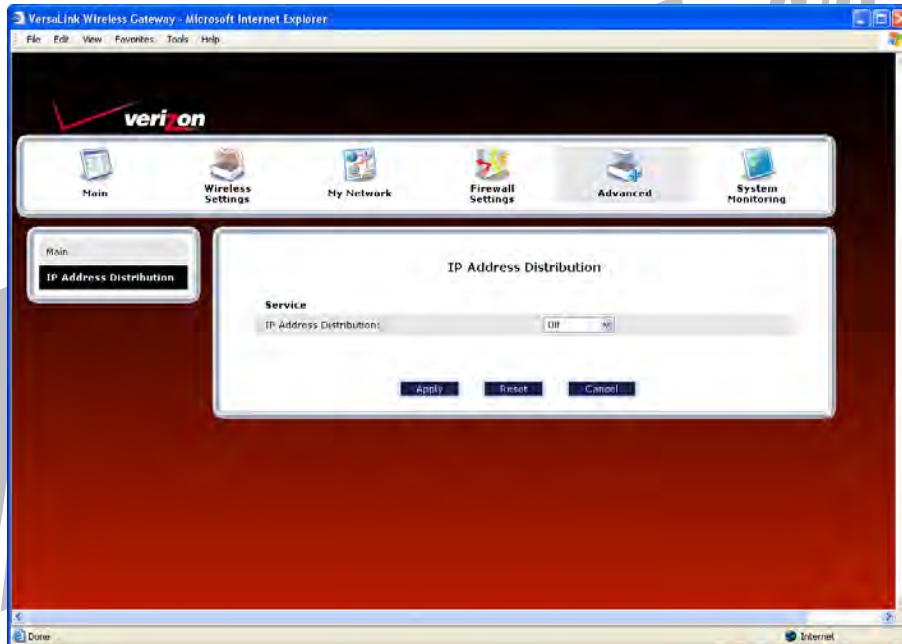 VersaLink Wireless Gateway - Microsoft Internet Explorer
File Edit View Favorites Tools Help
verizon
Main
Wireless Settings
My Network
Firewall Settings
Advanced
System Monitoring
Main
IP Address Distribution
IP Address Distribution
Service
IP Address Distribution: Off
Apply Reset Cancel
Done Internet